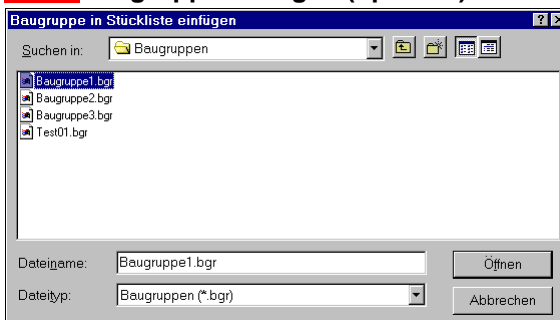 Baugruppe in Stückliste einfügen
Suchen in: Baugruppen
Baugruppe1.bgr
Baugruppe2.bgr
Baugruppe3.bgr
Test01.bgr
Dateiname: Baugruppe1.bgr Öffnen
Dateityp: Baugruppen (*.bgr) Abbrechen